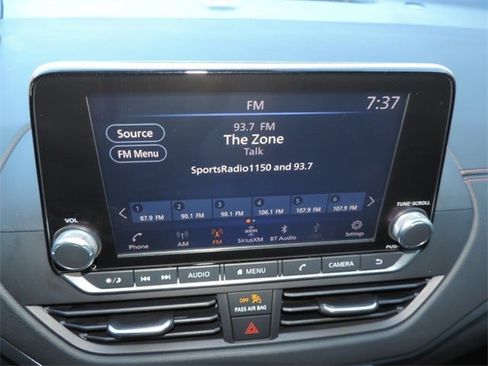 FM
7:37
Source
FM Menu
93.7 FM
The Zone
Talk
SportsRadio1150 and 93.7
1 2 3 4 5 6
87.9 FM 90.1 FM 98.1 FM 106.1 FM 107.9 FM 107.9 FM
VOL
TUNE·SCROLL
Phone AM FM SiriusXM BT Audio Settings
PUSH
AUDIO MENU CAMERA
OFF
PASS AIR BAG